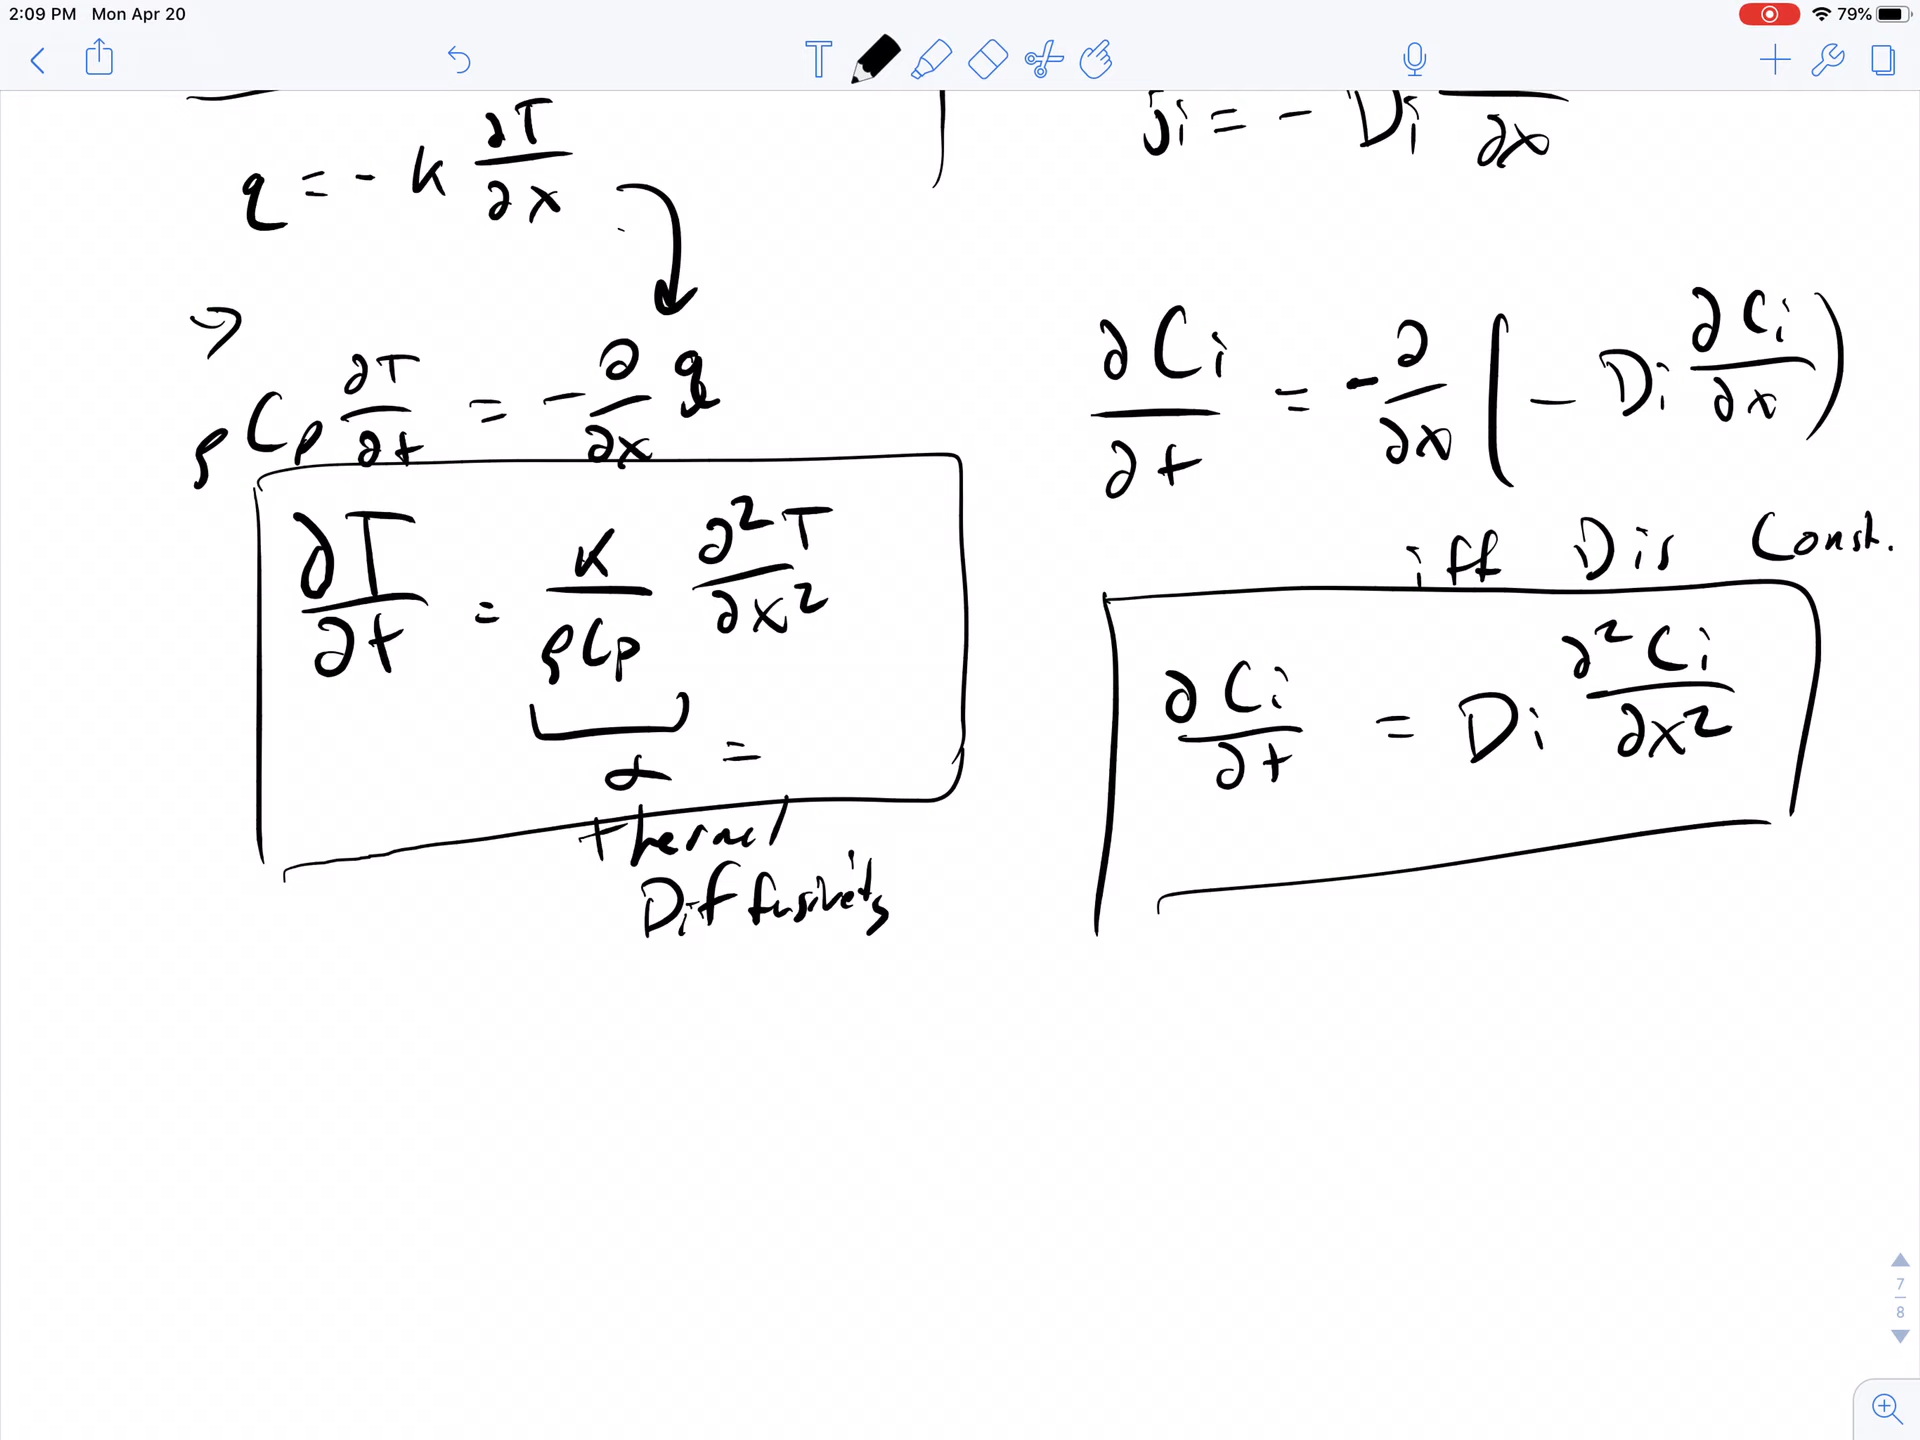 2:09 PM Mon Apr 20
79%
T
q = - k ∂T/∂x
ρ Cp ∂T/∂t = - ∂/∂x q
∂T/∂t = K/ρCp ∂²T/∂x²
α =
thermal
Diffusivity
ji = - Di /∂x
∂Ci/∂t = - ∂/∂x ( - Di ∂Ci/∂x )
iff D is Const.
∂Ci/∂t = Di ∂²Ci/∂x²
7
8